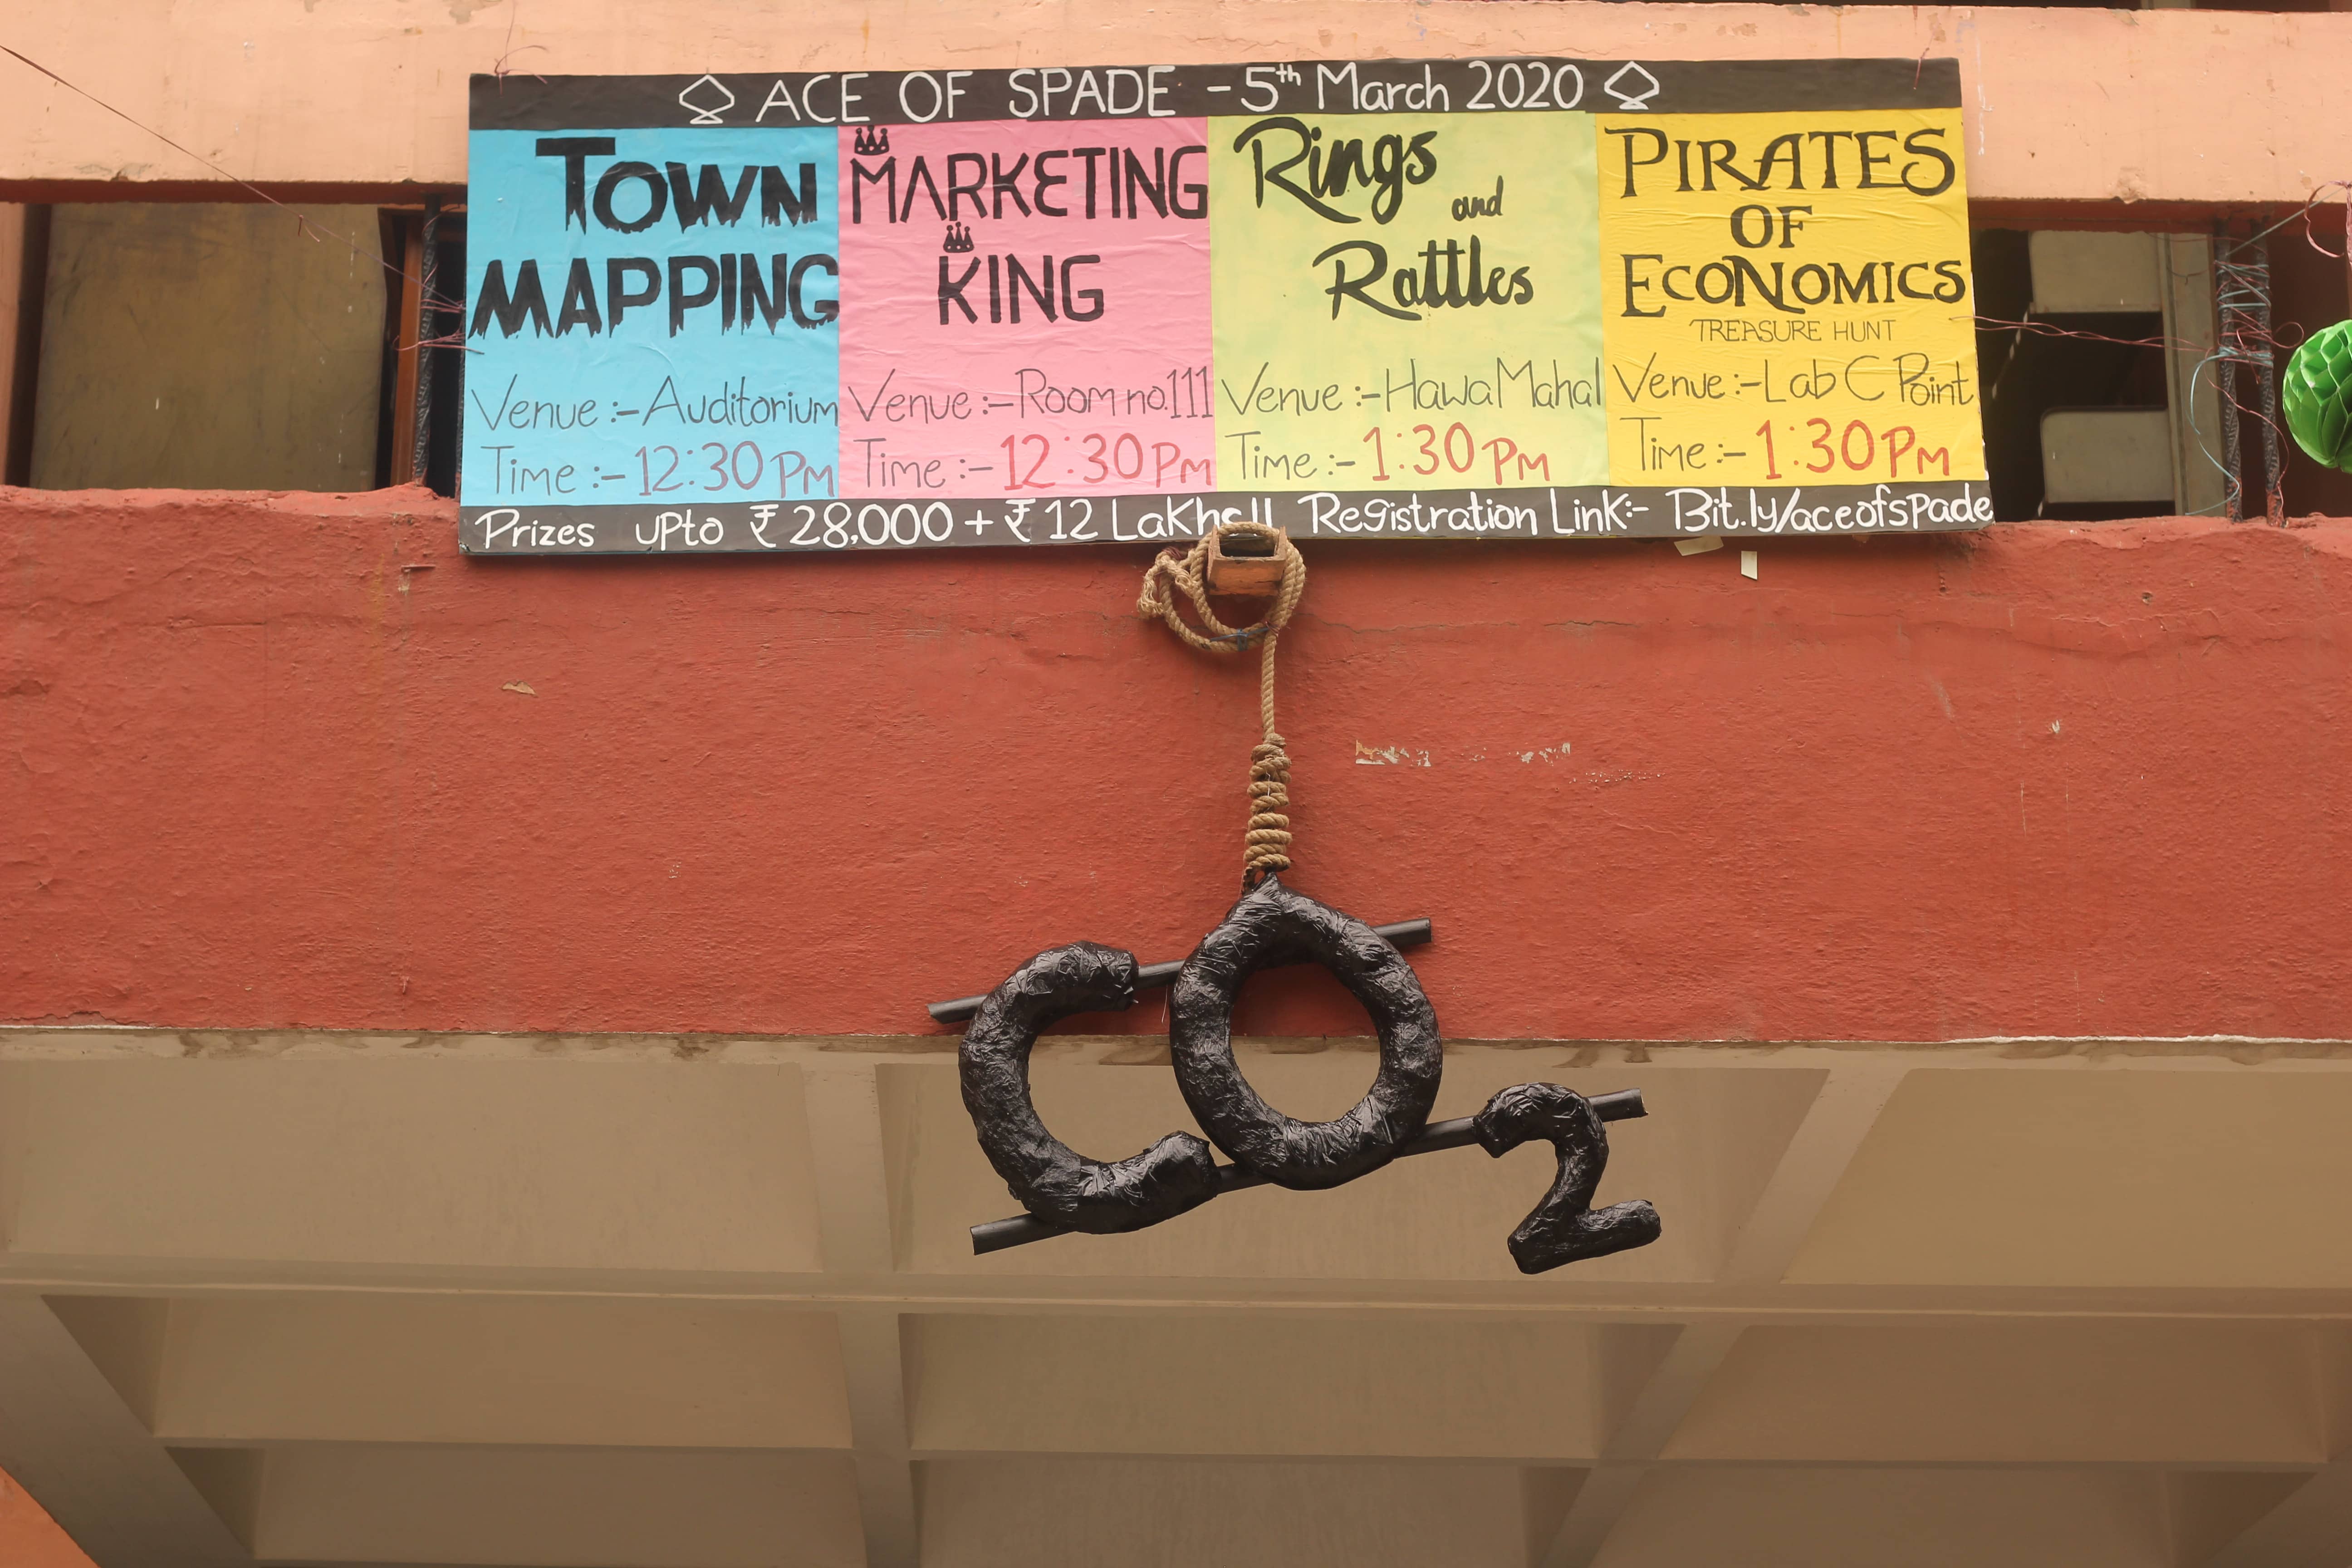 ACE OF SPADE - 5th March 2020
TOWN
MAPPING
Venue :- Auditorium
Time :- 12:30 PM
MARKETING
KING
Venue :- Room no.111
Time :- 12:30 PM
Rings
and
Rattles
Venue :- Hawa Mahal
Time :- 1:30 PM
PIRATES
OF
ECONOMICS
TREASURE HUNT
Venue :- Lab C Point
Time :- 1:30 PM
Prizes upto ₹ 28,000 + ₹ 12 Lakhs!! Registration Link:- Bit.ly/aceofspade
CO2